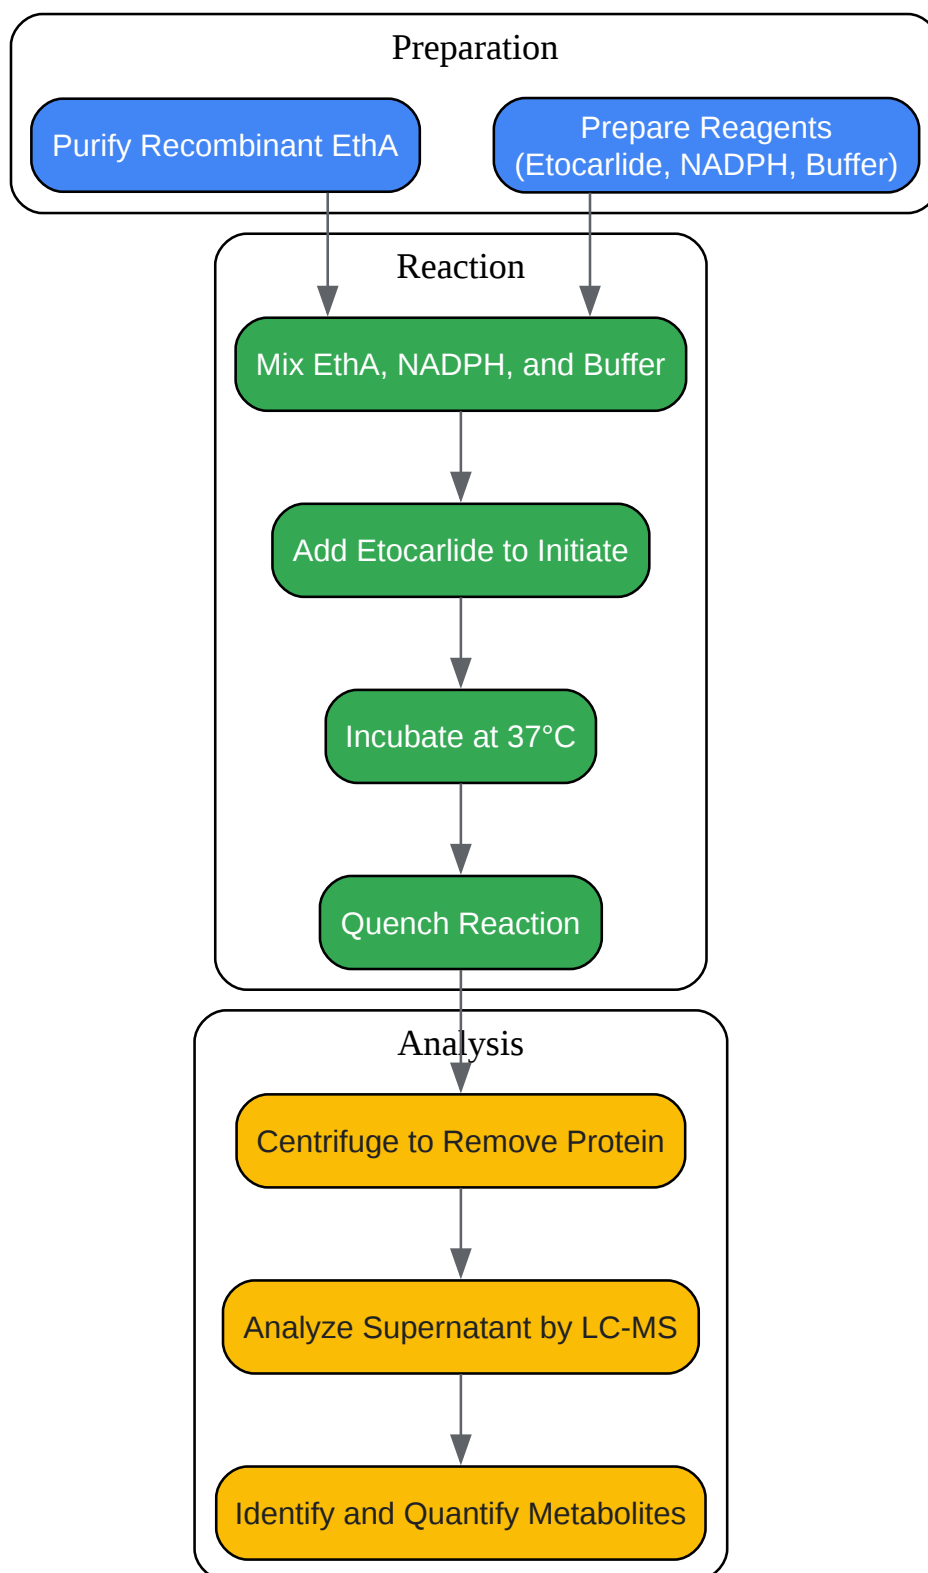 Preparation
Purify Recombinant EthA
Prepare Reagents
(Etocarlide, NADPH, Buffer)
Reaction
Mix EthA, NADPH, and Buffer
Add Etocarlide to Initiate
Incubate at 37°C
Quench Reaction
Analysis
Centrifuge to Remove Protein
Analyze Supernatant by LC-MS
Identify and Quantify Metabolites